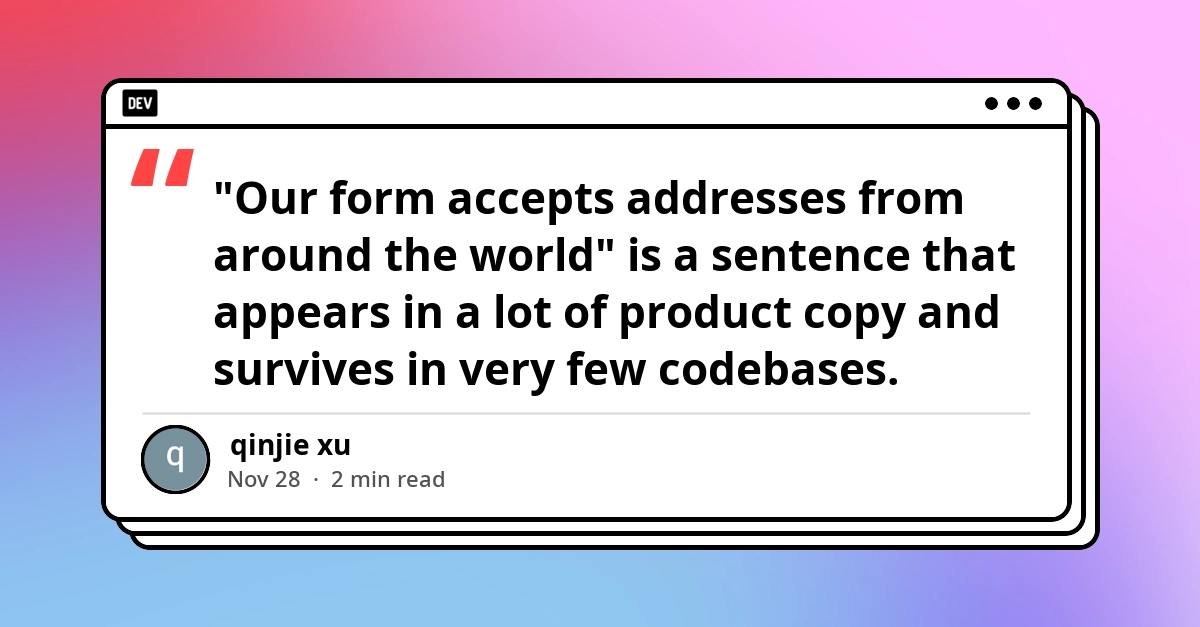 DEV
"Our form accepts addresses from
around the world" is a sentence that
appears in a lot of product copy and
survives in very few codebases.
q
qinjie xu
Nov 28 · 2 min read